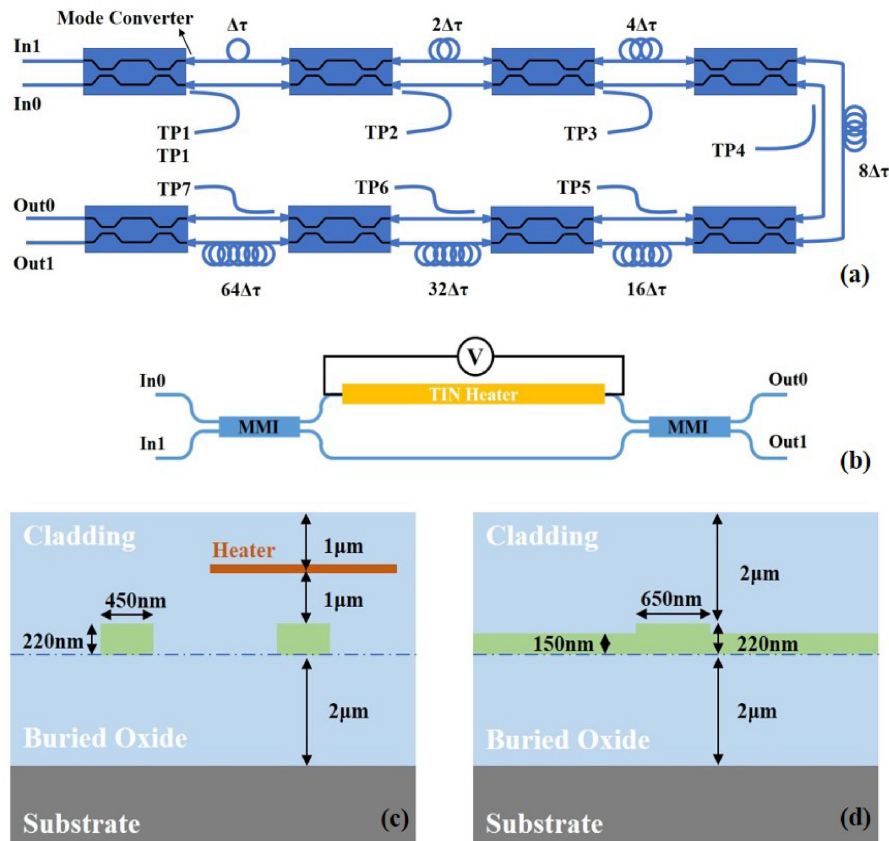 Mode Converter
Δτ
2Δτ
4Δτ
In1
In0
TP1
TP1
TP2
TP3
TP4
8Δτ
TP7
TP6
TP5
Out0
Out1
64Δτ
32Δτ
16Δτ
(a)
V
In0
TIN Heater
Out0
MMI
MMI
In1
Out1
(b)
Cladding
Heater
1μm
450nm
1μm
220nm
2μm
Buried Oxide
Substrate
(c)
Cladding
2μm
650nm
150nm
220nm
2μm
Buried Oxide
Substrate
(d)